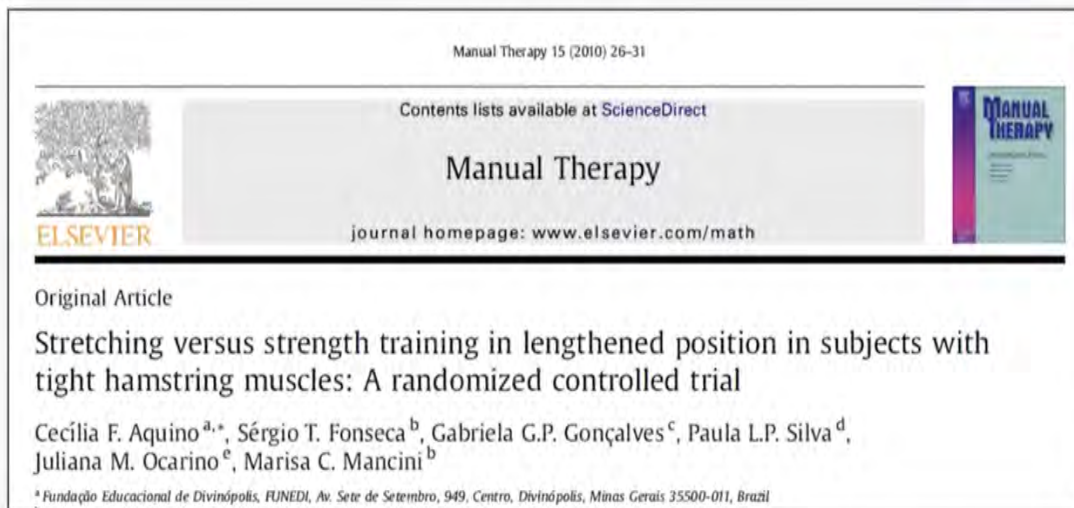 Manual Therapy 15 (2010) 26–31
Contents lists available at ScienceDirect
Manual Therapy
journal homepage: www.elsevier.com/math
MANUAL
THERAPY
ELSEVIER
Original Article
Stretching versus strength training in lengthened position in subjects with
tight hamstring muscles: A randomized controlled trial
Cecília F. Aquino a,*, Sérgio T. Fonseca b, Gabriela G.P. Gonçalves c, Paula L.P. Silva d,
Juliana M. Ocarino e, Marisa C. Mancini b
a Fundação Educacional de Divinópolis, FUNEDI, Av. Sete de Setembro, 949, Centro, Divinópolis, Minas Gerais 35500-011, Brazil